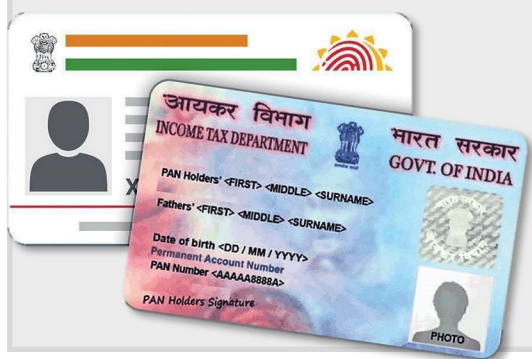 X
आयकर विभाग
INCOME TAX DEPARTMENT
भारत सरकार
GOVT. OF INDIA
PAN Holders' <FIRST> <MIDDLE> <SURNAME>
Fathers' <FIRST> <MIDDLE> <SURNAME>
Date of birth <DD / MM / YYYY>
Permanent Account Number
PAN Number <AAAAA8888A>
PAN Holders Signature
PHOTO